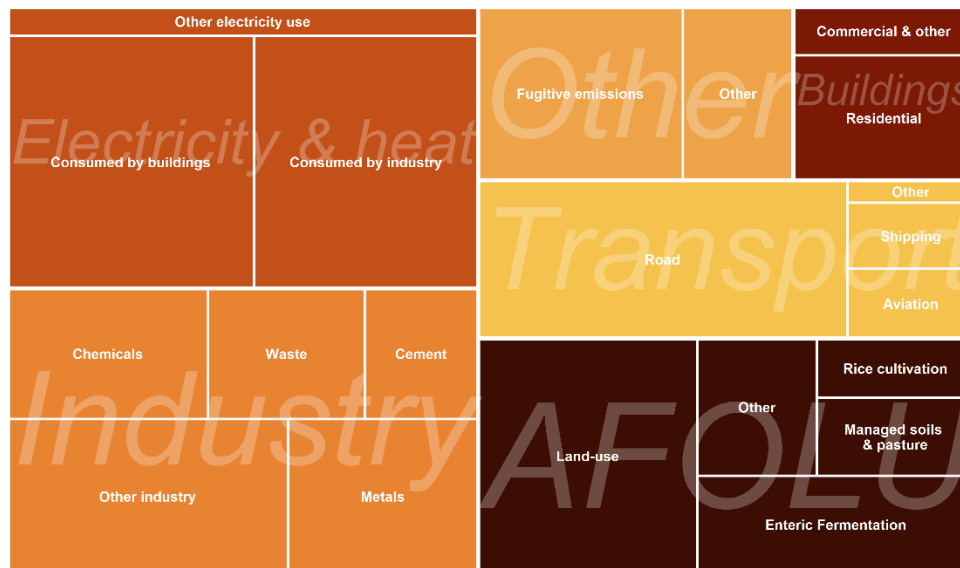 Other electricity use
Electricity & heat
Consumed by buildings
Consumed by industry
Industry
Chemicals
Waste
Cement
Other industry
Metals
Other
Fugitive emissions
Other
Buildings
Commercial & other
Residential
Transport
Road
Other
Shipping
Aviation
AFOLU
Land-use
Other
Rice cultivation
Managed soils
& pasture
Enteric Fermentation